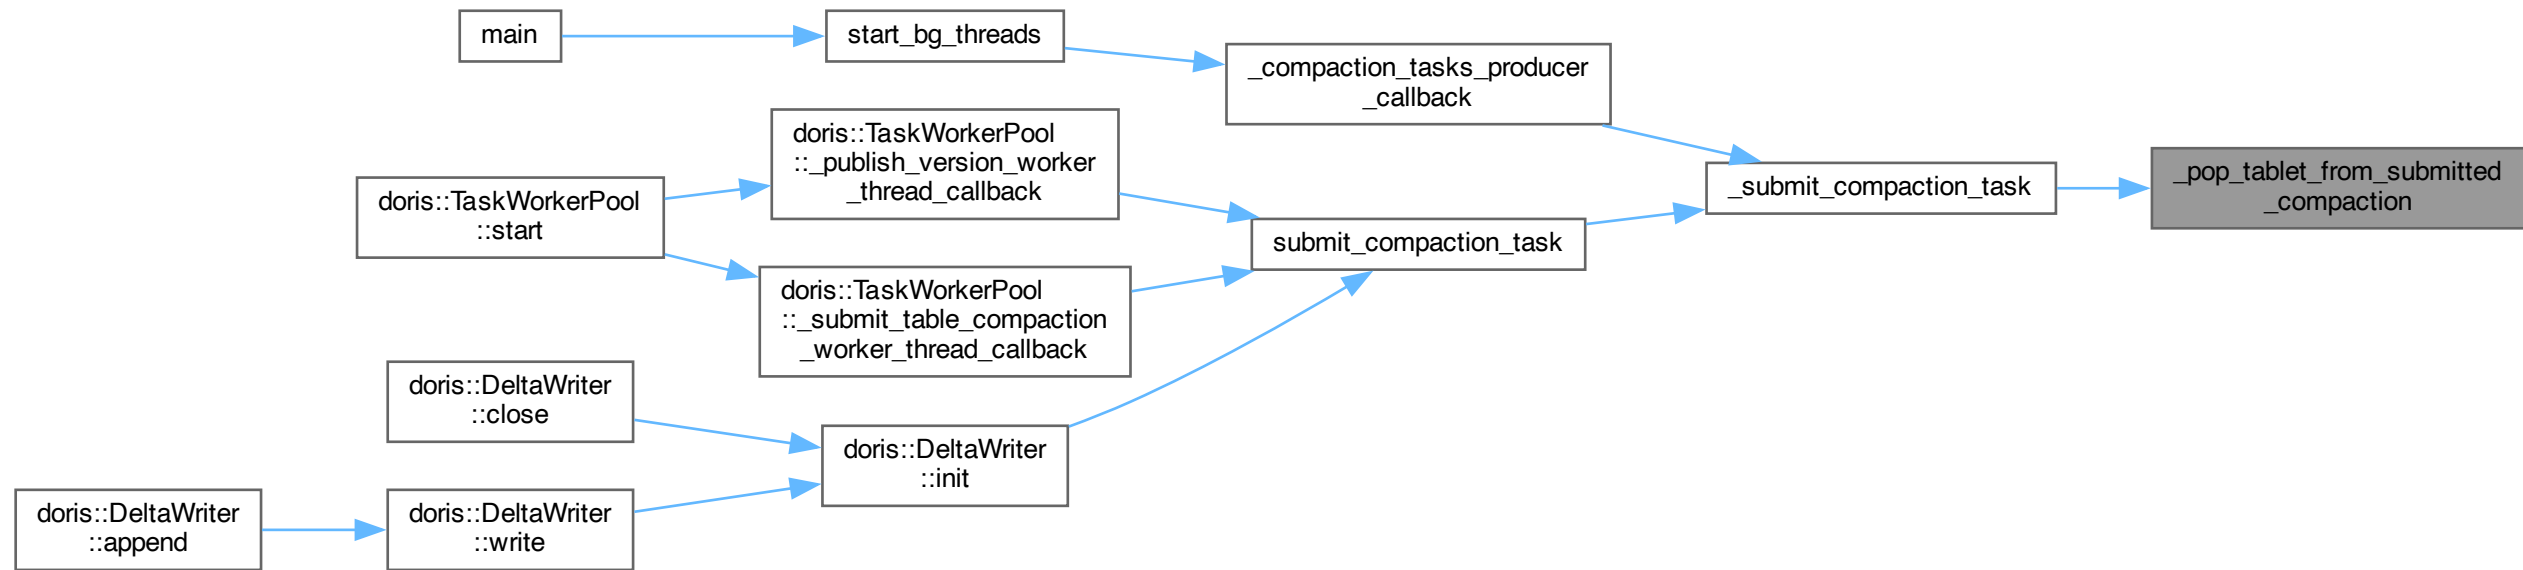 main
start_bg_threads
_compaction_tasks_producer
_callback
doris::TaskWorkerPool
::_publish_version_worker
_thread_callback
_pop_tablet_from_submitted
_compaction
_submit_compaction_task
doris::TaskWorkerPool
::start
submit_compaction_task
doris::TaskWorkerPool
::_submit_table_compaction
_worker_thread_callback
doris::DeltaWriter
::close
doris::DeltaWriter
::init
doris::DeltaWriter
::append
doris::DeltaWriter
::write